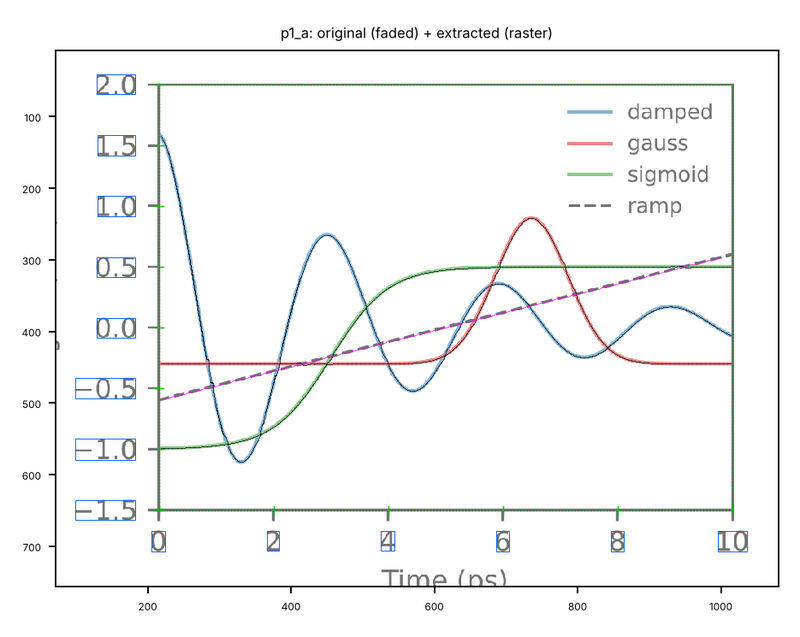 p1_a: original (faded) + extracted (raster)
2.0
1.5
1.0
0.5
0.0
−0.5
−1.0
−1.5
100
200
300
400
500
600
700
damped
gauss
sigmoid
ramp
0 2 4 6 8 10
Time (ps)
200 400 600 800 1000